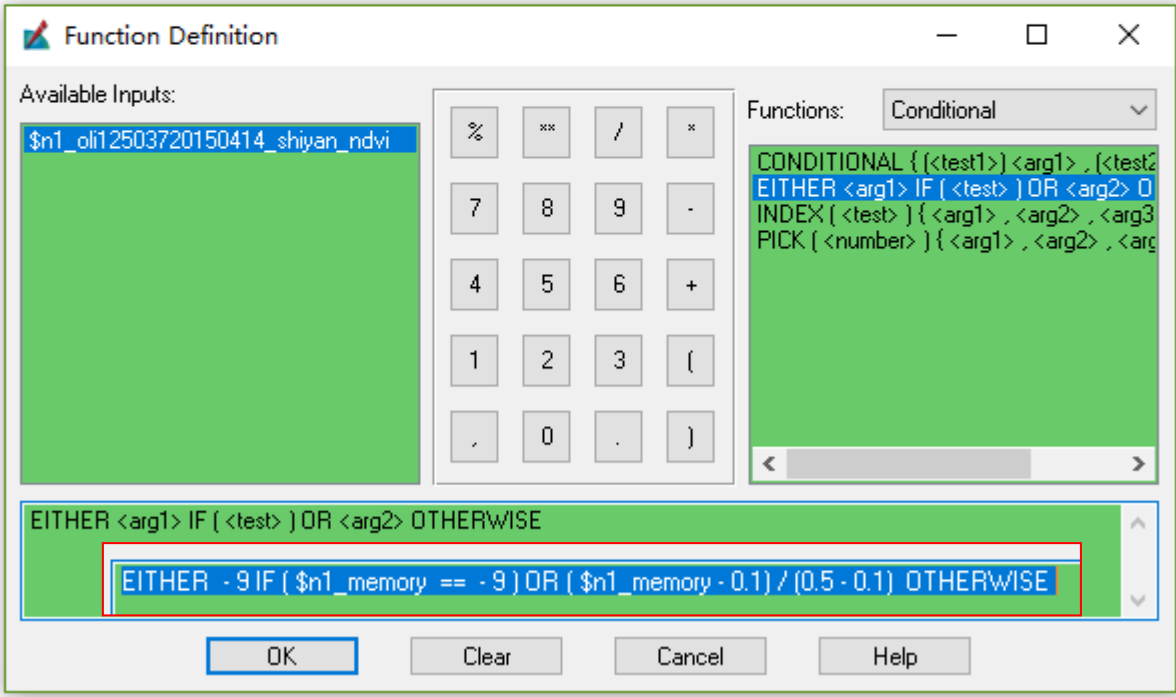 Function Definition
Available Inputs:
$n1_oli12503720150414_shiyan_ndvi
% ** / *
7 8 9 -
4 5 6 +
1 2 3 (
, 0 . )
Functions: Conditional
CONDITIONAL { (<test1>) <arg1> , (<test2
EITHER <arg1> IF ( <test> ) OR <arg2> O
INDEX ( <test> ) { <arg1> , <arg2> , <arg3
PICK ( <number> ) { <arg1> , <arg2> , <arg
EITHER <arg1> IF ( <test> ) OR <arg2> OTHERWISE
EITHER - 9 IF ( $n1_memory == - 9 ) OR ( $n1_memory - 0.1) / (0.5 - 0.1) OTHERWISE
OK Clear Cancel Help